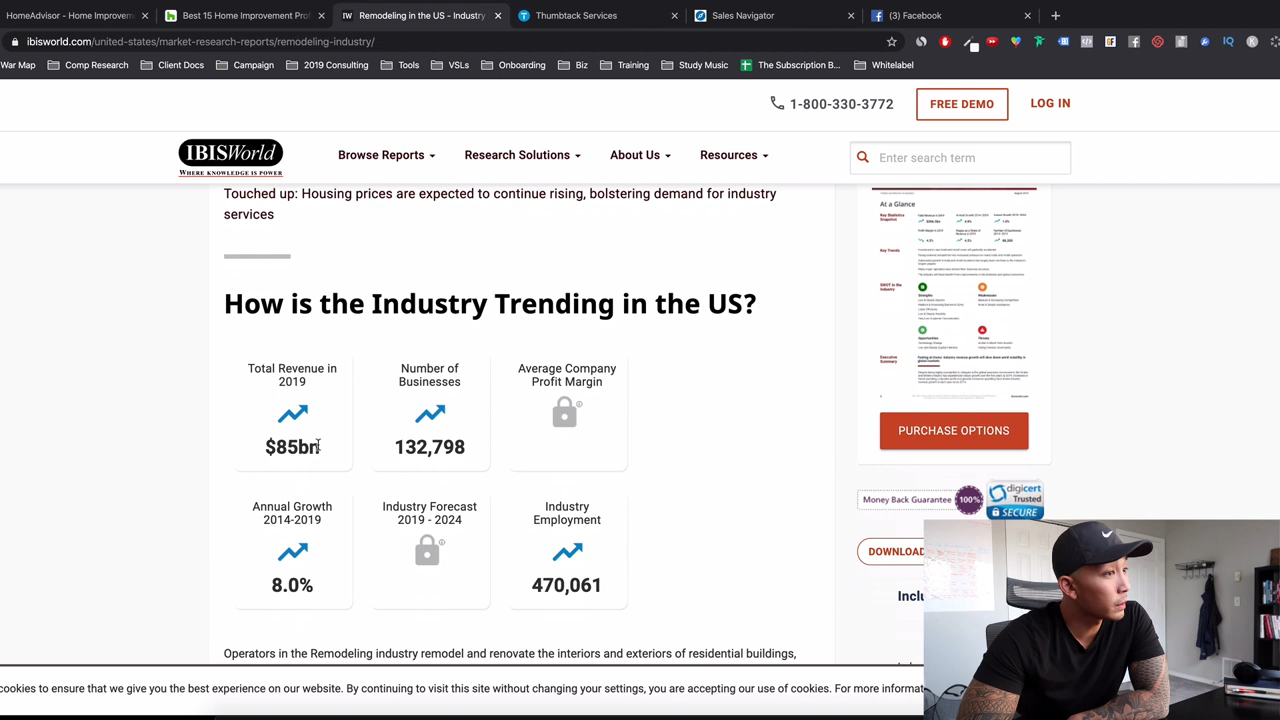 HomeAdvisor - Home Improvem
Best 15 Home Improvement Prof
Remodeling in the US - Industry
Thumbtack Services
Sales Navigator
(3) Facebook
ibisworld.com/united-states/market-research-reports/remodeling-industry/
War Map
Comp Research
Client Docs
Campaign
2019 Consulting
Tools
VSLs
Onboarding
Biz
Training
Study Music
The Subscription B...
Whitelabel
1-800-330-3772
FREE DEMO
LOG IN
IBISWorld
WHERE KNOWLEDGE IS POWER
Browse Reports
Research Solutions
About Us
Resources
Enter search term
Touched up: Housing prices are expected to continue rising, bolstering demand for industry
services
How is the Industry Trending in the US?
Number of
Businesses
132,798
Average Company
Profit Margin
$85bn
Annual Growth
2014-2019
8.0%
Industry Forecast
2019 - 2024
Industry
Employment
470,061
Operators in the Remodeling industry remodel and renovate the interiors and exteriors of residential buildings,
At a Glance
Key Trends
Executive
Summary
PURCHASE OPTIONS
Money Back Guarantee
100%
digicert
Trusted
SECURE
DOWNLOAD
Inclu
cookies to ensure that we give you the best experience on our website. By continuing to visit this site without changing your settings, you are accepting our use of cookies. For more informat